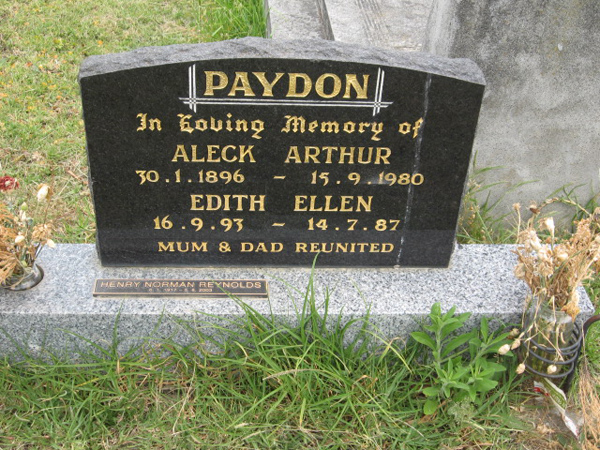 PAYDON
In Loving Memory of
ALECK ARTHUR
30.1.1896 - 15.9.1980
EDITH ELLEN
16.9.93 - 14.7.87
MUM & DAD REUNITED
HENRY NORMAN REYNOLDS